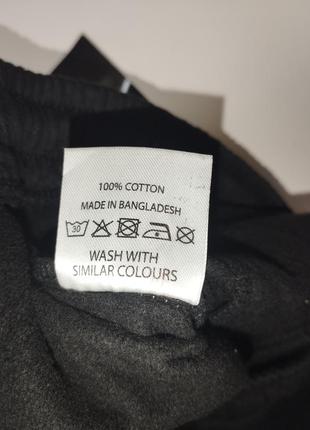 100% COTTON
MADE IN BANGLADESH
30
WASH WITH
SIMILAR COLOURS